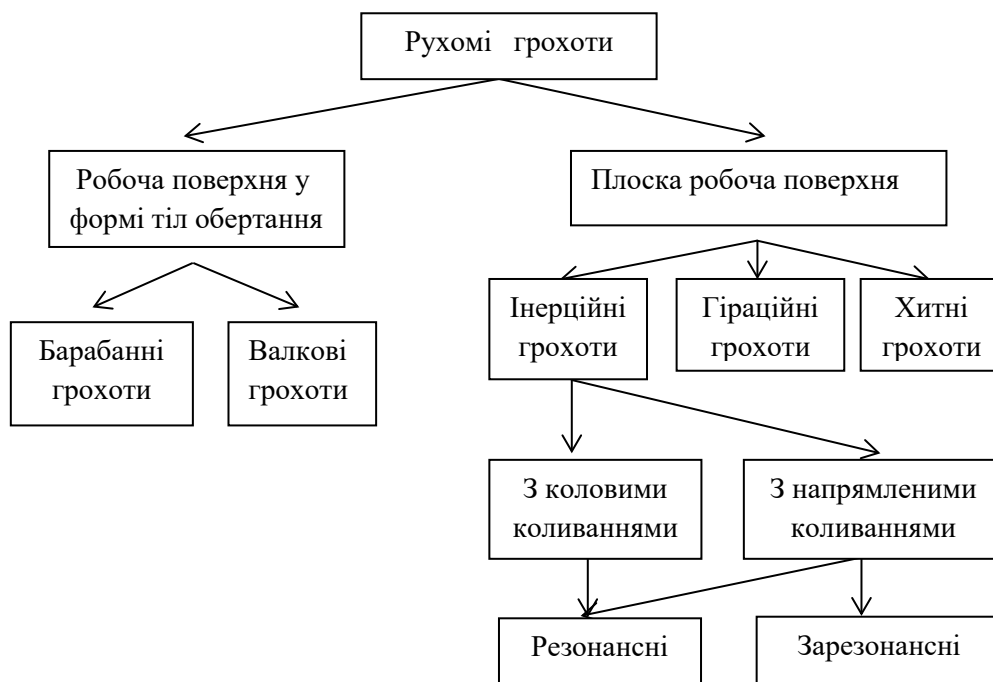 Рухомі грохоти
Робоча поверхня у
формі тіл обертання
Плоска робоча поверхня
Барабанні
грохоти
Валкові
грохоти
Інерційні
грохоти
Гіраційні
грохоти
Хитні
грохоти
З коловими
коливаннями
З напрямленими
коливаннями
Резонансні
Зарезонансні